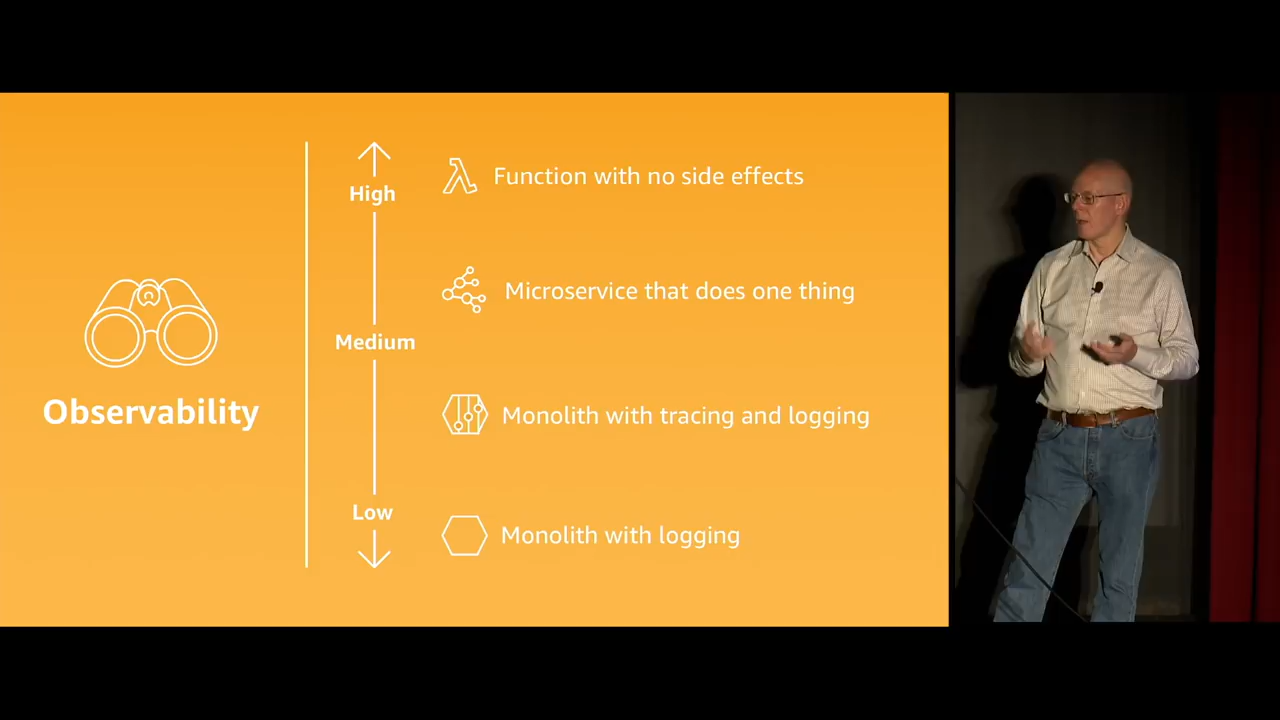 Observability
High
Medium
Low
Function with no side effects
Microservice that does one thing
Monolith with tracing and logging
Monolith with logging